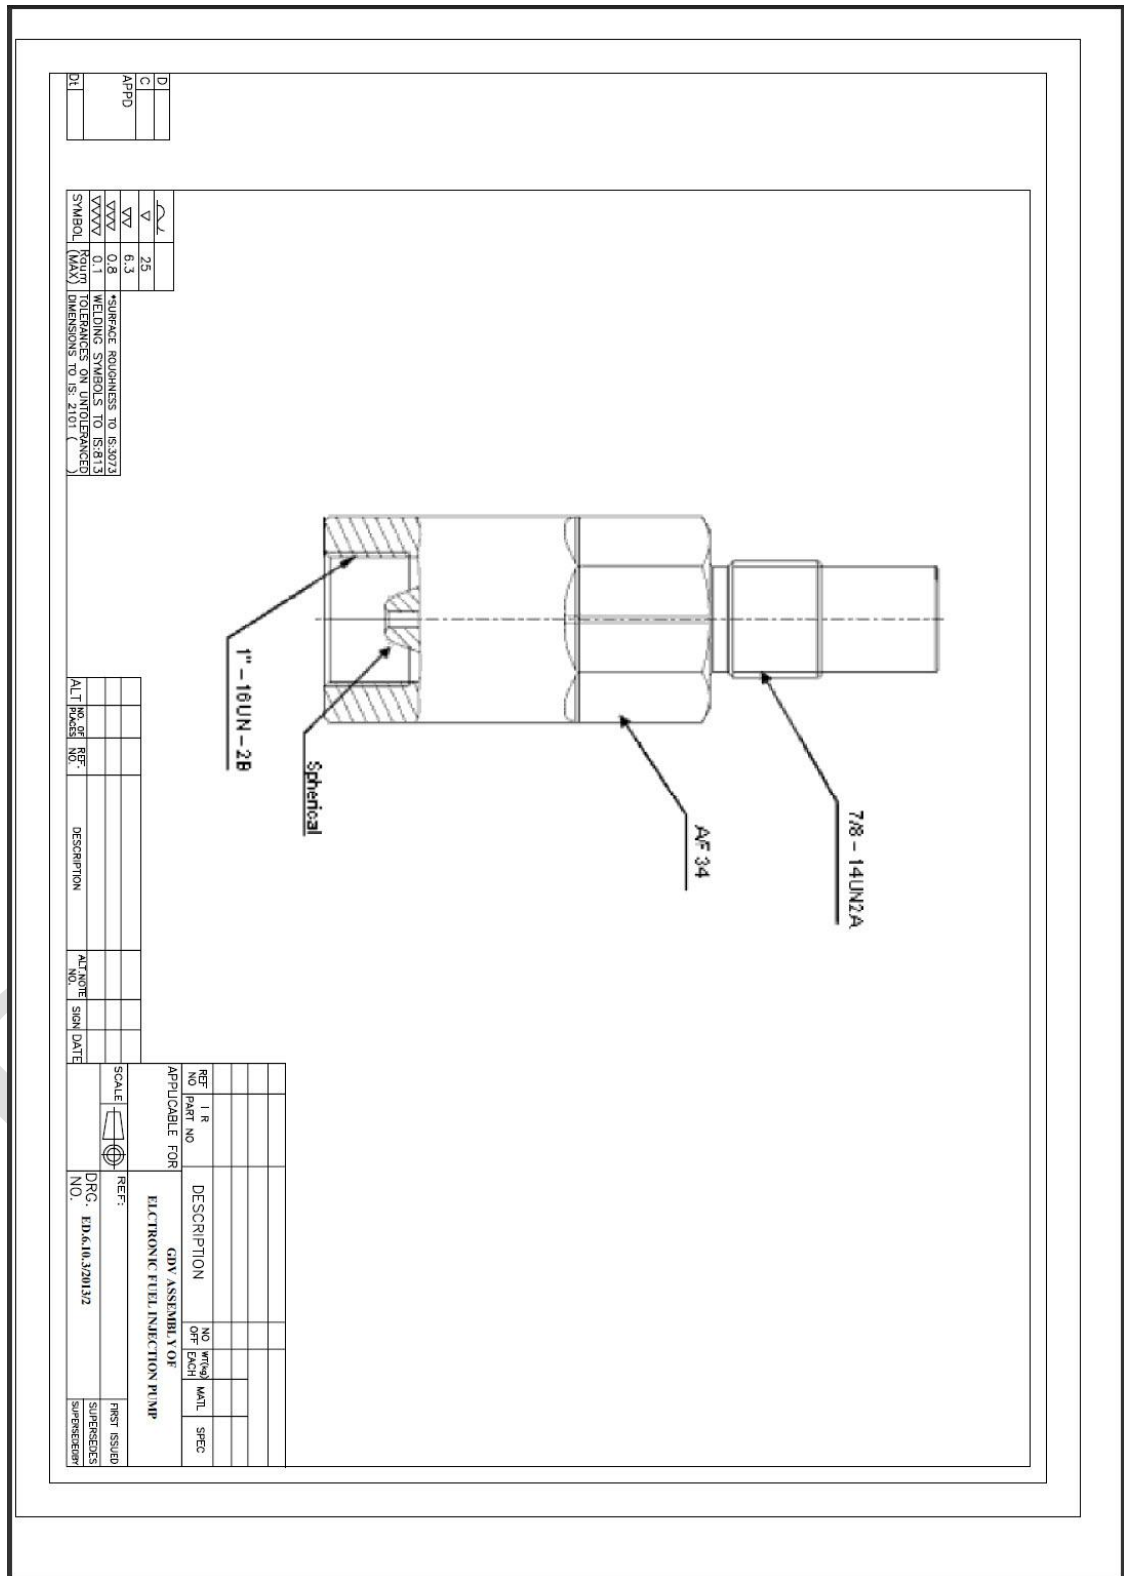 7/8 – 14UN2A
A/F 34
Spherical
1" – 16UN – 2B
D
C
APPD
Dt
25
6.3
0.8
0.1
SYMBOL
Raum
(MAX)
*SURFACE ROUGHNESS TO IS:3073
WELDING SYMBOLS TO IS:813
TOLERANCES ON UNTOLERANCED
DIMENSIONS TO IS: 2101 ( )
ALT
NO. OF
PLACES
REF.
NO.
DESCRIPTION
ALT.NOTE
NO.
SIGN
DATE
REF
NO
I R
PART NO
DESCRIPTION
NO
OFF
WT(kg)
EACH
MATL
SPEC
APPLICABLE FOR
GDV ASSEMBLY OF
ELCTRONIC FUEL INJECTION PUMP
SCALE
REF:
FIRST ISSUED
DRG.
NO.
ED.6.10.3/2013/2
SUPERSEDES
SUPERSEDEDBY